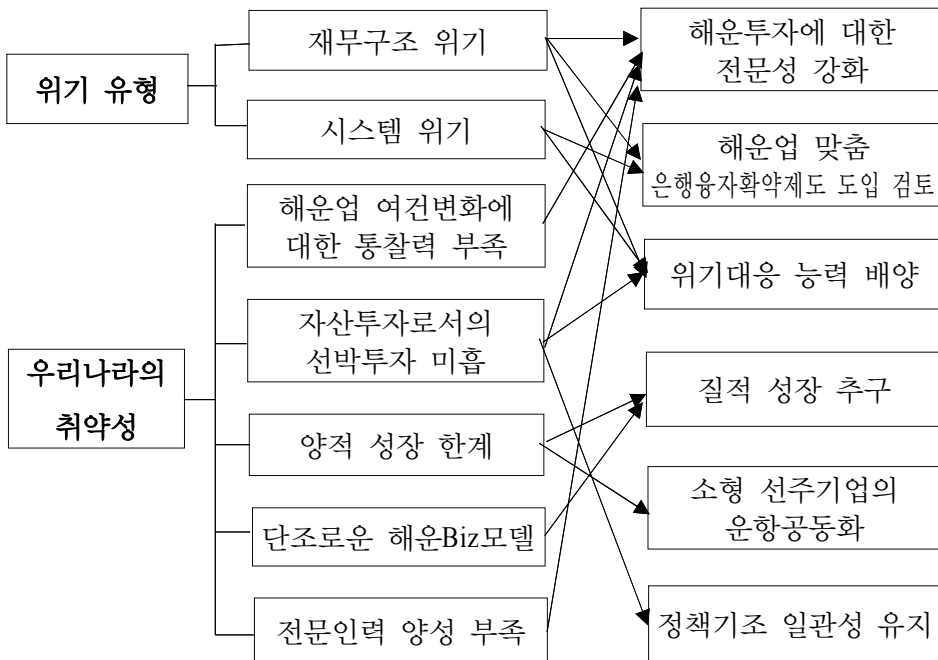 위기 유형
재무구조 위기
시스템 위기
우리나라의
취약성
해운업 여건변화에
대한 통찰력 부족
자산투자로서의
선박투자 미흡
양적 성장 한계
단조로운 해운Biz모델
전문인력 양성 부족
해운투자에 대한
전문성 강화
해운업 맞춤
은행융자확약제도 도입 검토
위기대응 능력 배양
질적 성장 추구
소형 선주기업의
운항공동화
정책기조 일관성 유지